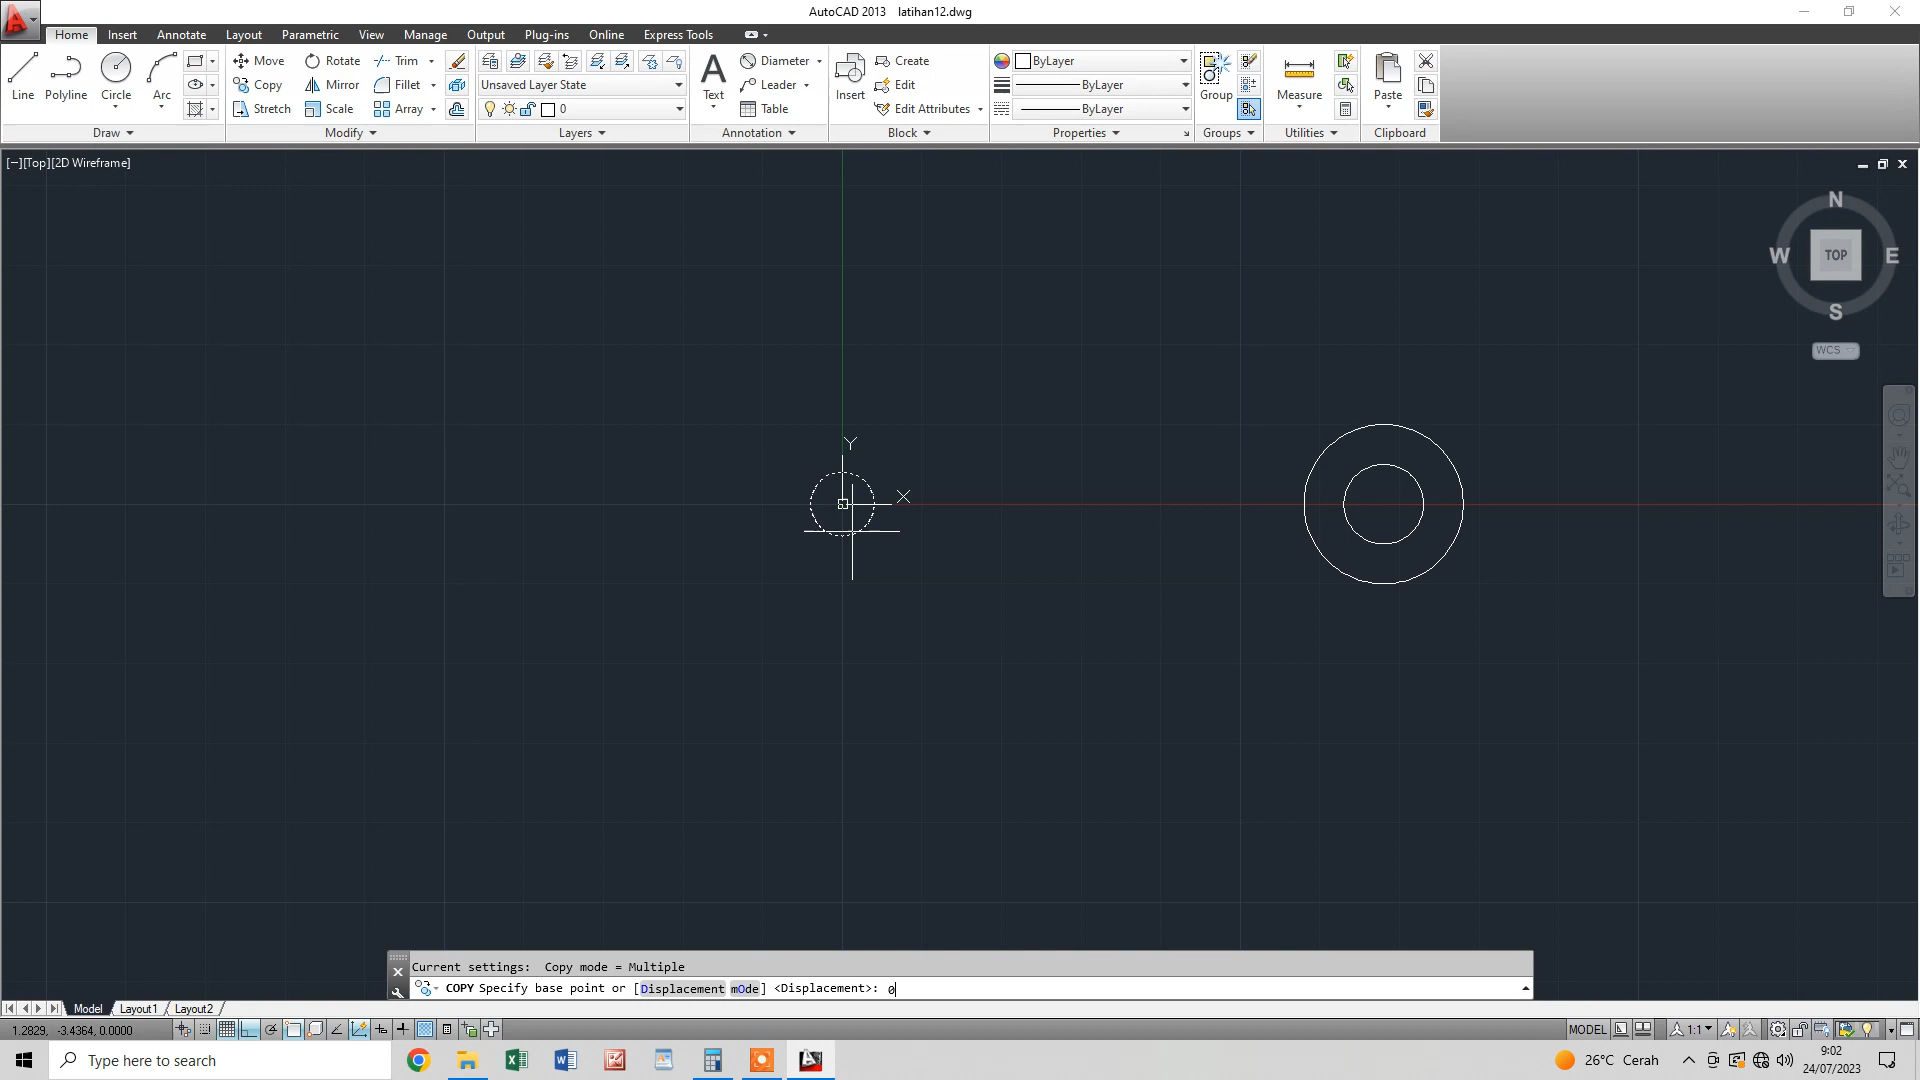 AutoCAD 2013 latihan12.dwg
Home Insert Annotate Layout Parametric View Manage Output Plug-ins Online Express Tools
Line Polyline Circle Arc
Move Rotate Trim
Copy Mirror Fillet
Stretch Scale Array
Unsaved Layer State
0
Text
Diameter
Leader
Table
Insert
Create
Edit
Edit Attributes
ByLayer
ByLayer
ByLayer
Group
Measure
Paste
Draw Modify Layers Annotation Block Properties Groups Utilities Clipboard
[−][Top][2D Wireframe]
N
W TOP E
S
WCS
Y
X
Current settings: Copy mode = Multiple
COPY Specify base point or [Displacement mOde] <Displacement>: 0
Model Layout1 Layout2
1.2829, -3.4364, 0.0000
MODEL 1:1
Type here to search
26°C Cerah
9:02
24/07/2023